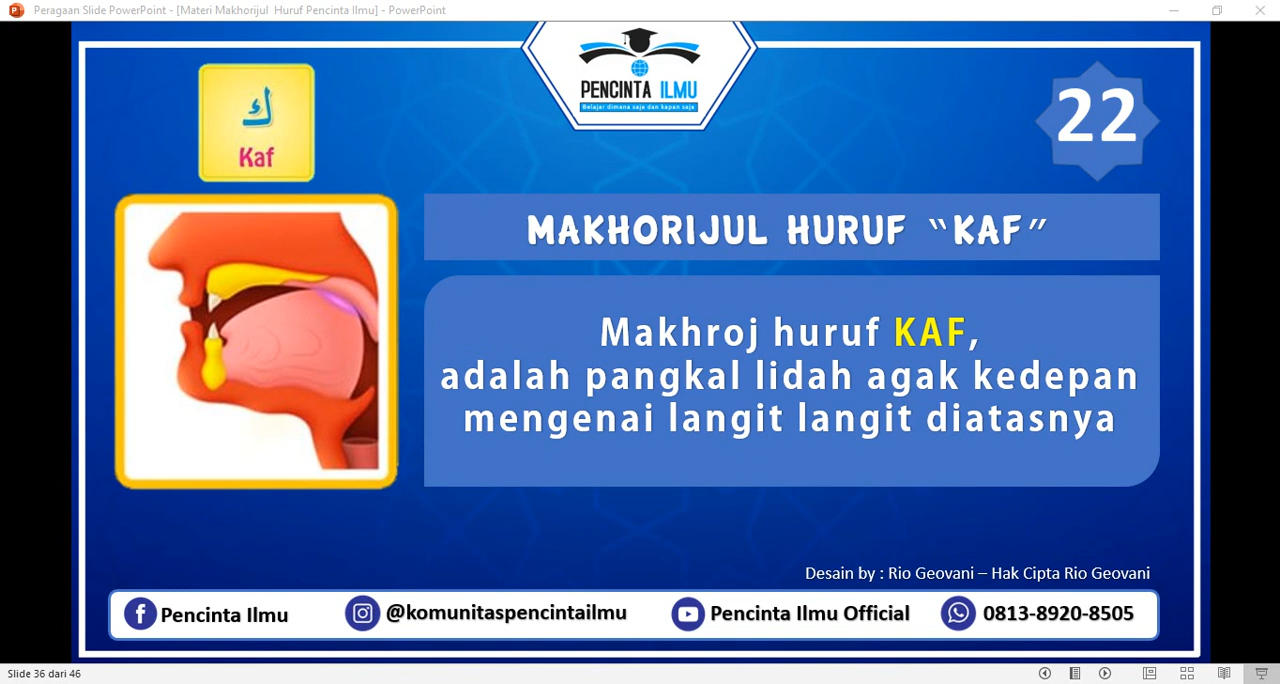 Peragaan Slide PowerPoint - [Materi Makhorijul  Huruf Pencinta Ilmu] - PowerPoint
PENCINTA ILMU
Belajar dimana saja dan kapan saja
ك
Kaf
22
MAKHORIJUL HURUF “KAF”
Makhroj huruf KAF,
adalah pangkal lidah agak kedepan
mengenai langit langit diatasnya
Desain by : Rio Geovani – Hak Cipta Rio Geovani
Pencinta Ilmu
@komunitaspencintailmu
Pencinta Ilmu Official
0813-8920-8505
Slide 36 dari 46